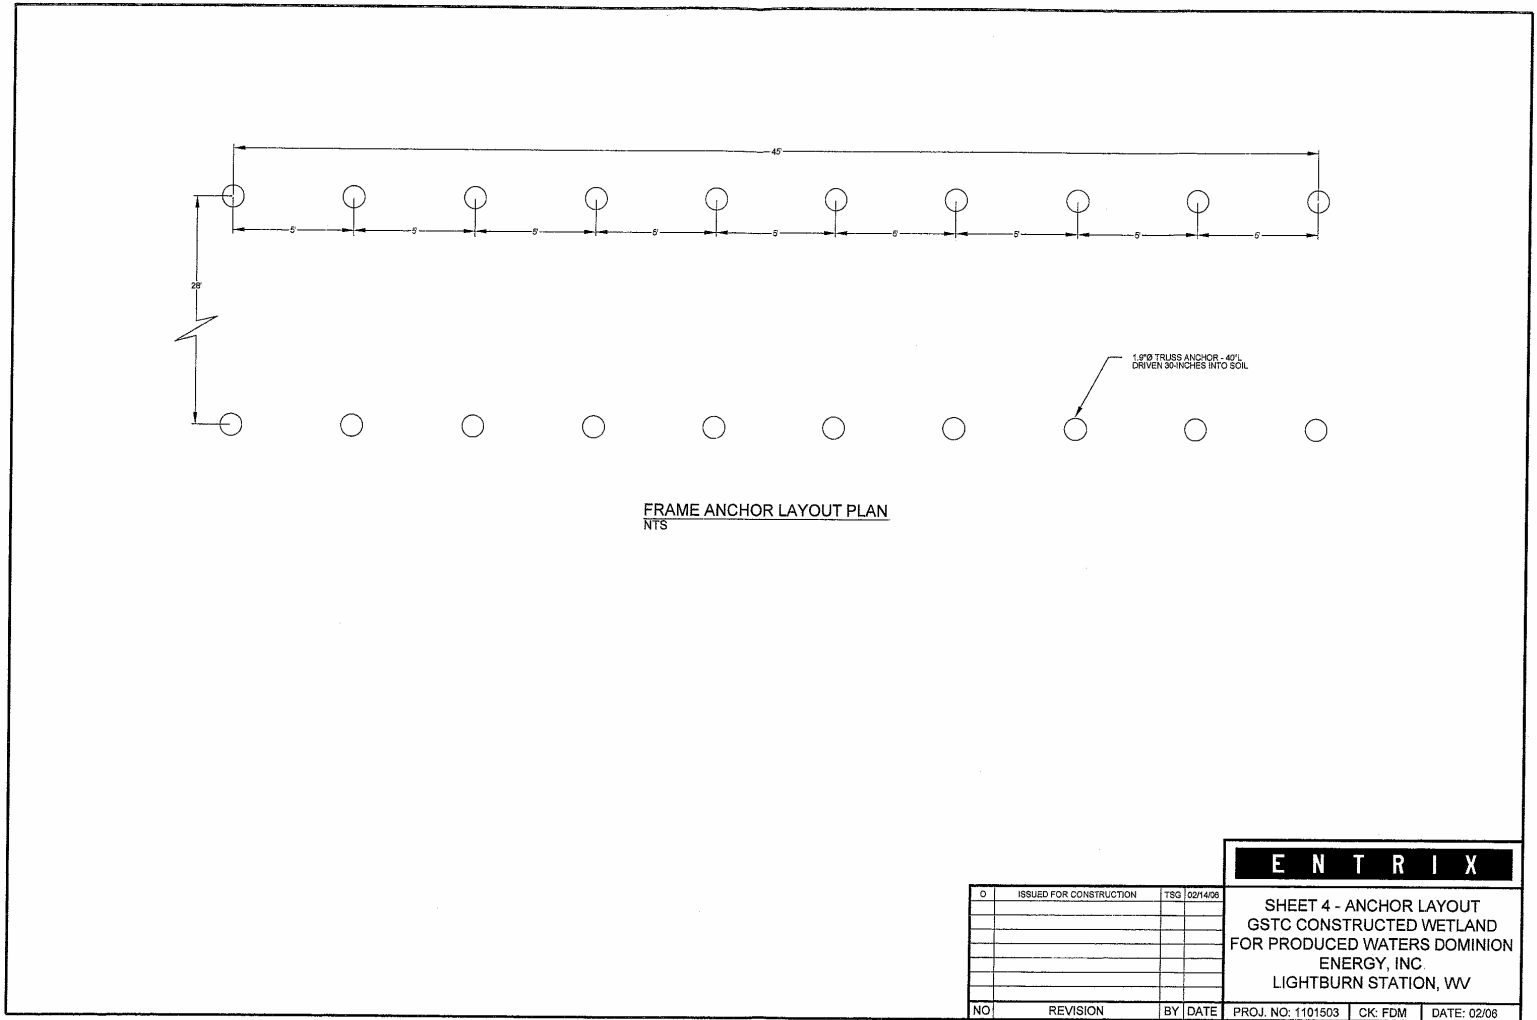 45'
5'
5'
5'
5'
5'
5'
5'
5'
5'
28'
1.9"Ø TRUSS ANCHOR - 40"L
DRIVEN 30-INCHES INTO SOIL
FRAME ANCHOR LAYOUT PLAN
NTS
ENTRIX
O ISSUED FOR CONSTRUCTION TSG 02/14/06
SHEET 4 - ANCHOR LAYOUT
GSTC CONSTRUCTED WETLAND
FOR PRODUCED WATERS DOMINION
ENERGY, INC.
LIGHTBURN STATION, WV
NO REVISION BY DATE
PROJ. NO: 1101503 CK: FDM DATE: 02/06